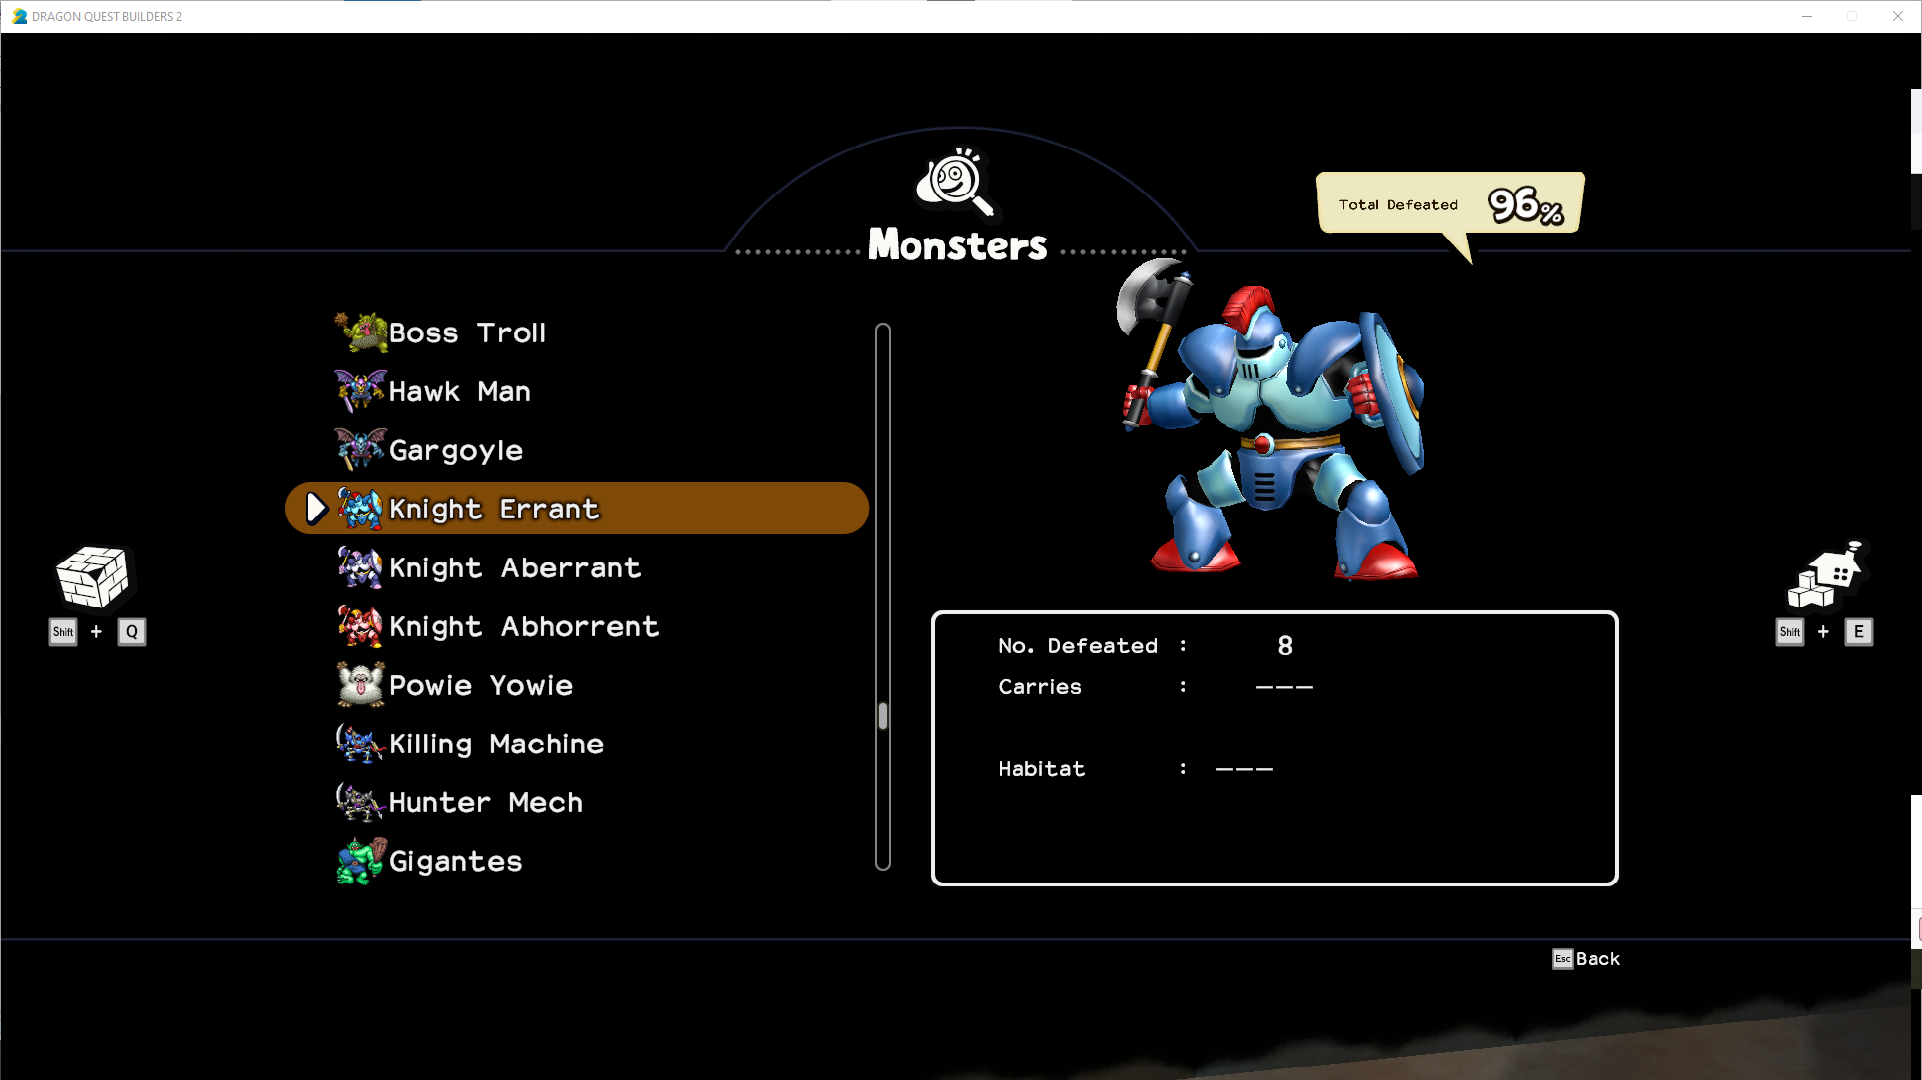 DRAGON QUEST BUILDERS 2
Total Defeated 96%
Monsters
Boss Troll
Hawk Man
Gargoyle
Knight Errant
Knight Aberrant
Knight Abhorrent
Powie Yowie
Killing Machine
Hunter Mech
Gigantes
Shift + Q
No. Defeated : 8
Carries : ———
Habitat : ———
Shift + E
Esc Back